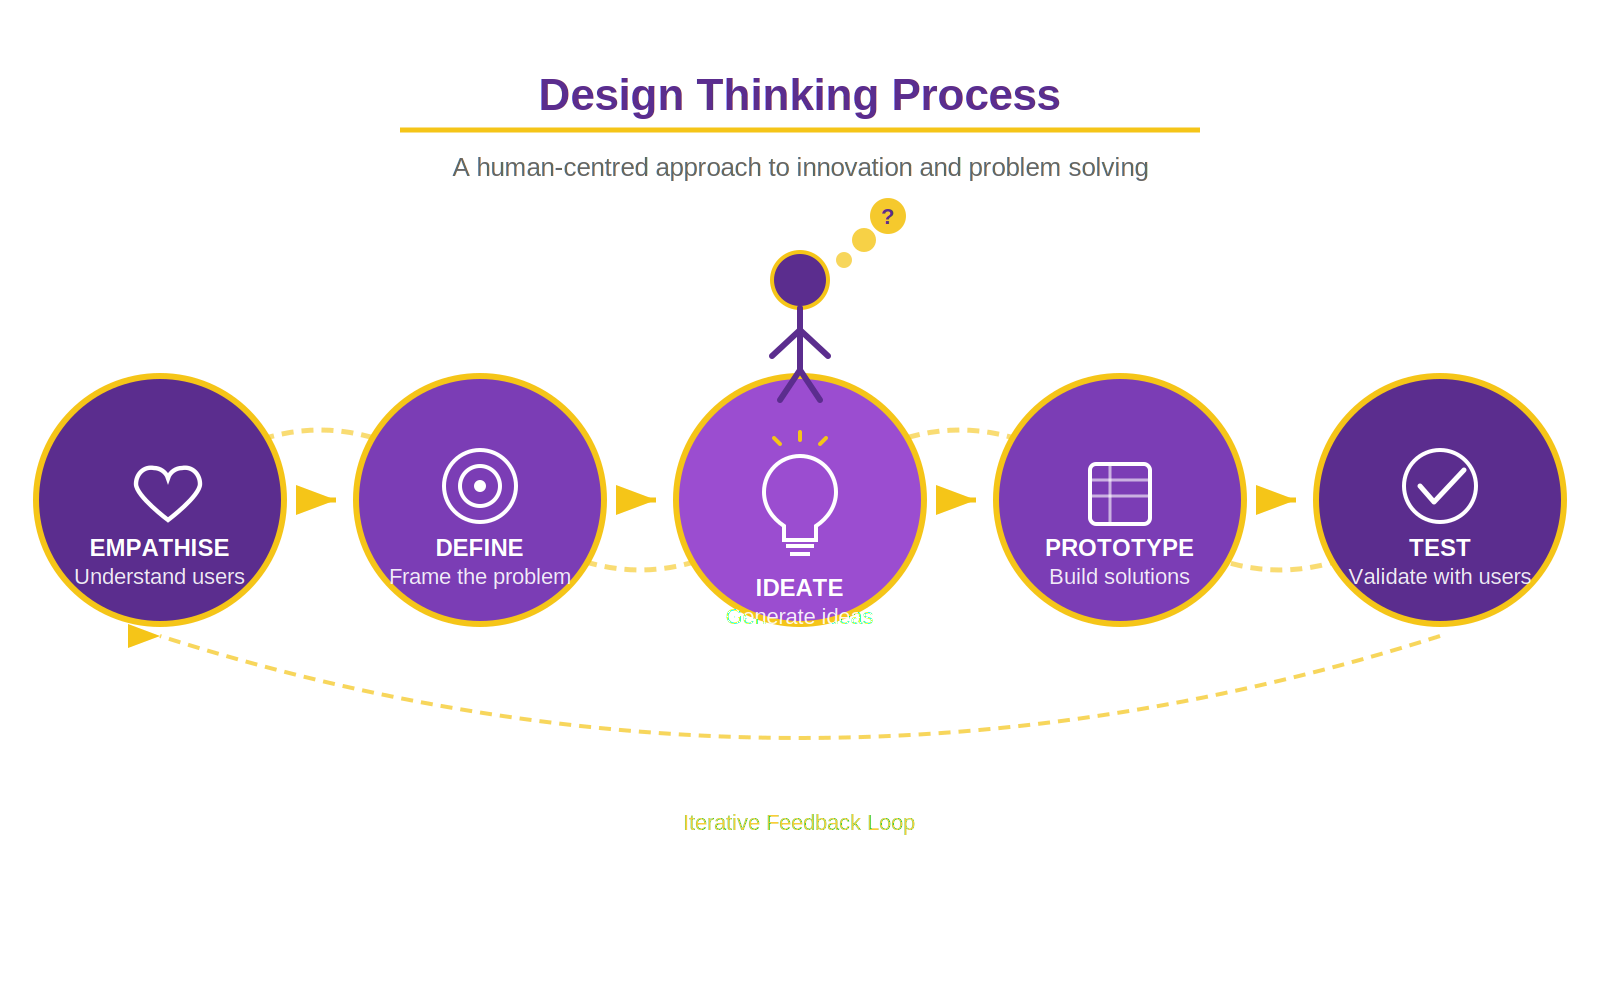 Design Thinking Process
A human-centred approach to innovation and problem solving
?
EMPATHISE
Understand users
DEFINE
Frame the problem
IDEATE
Generate ideas
PROTOTYPE
Build solutions
TEST
Validate with users
Iterative Feedback Loop